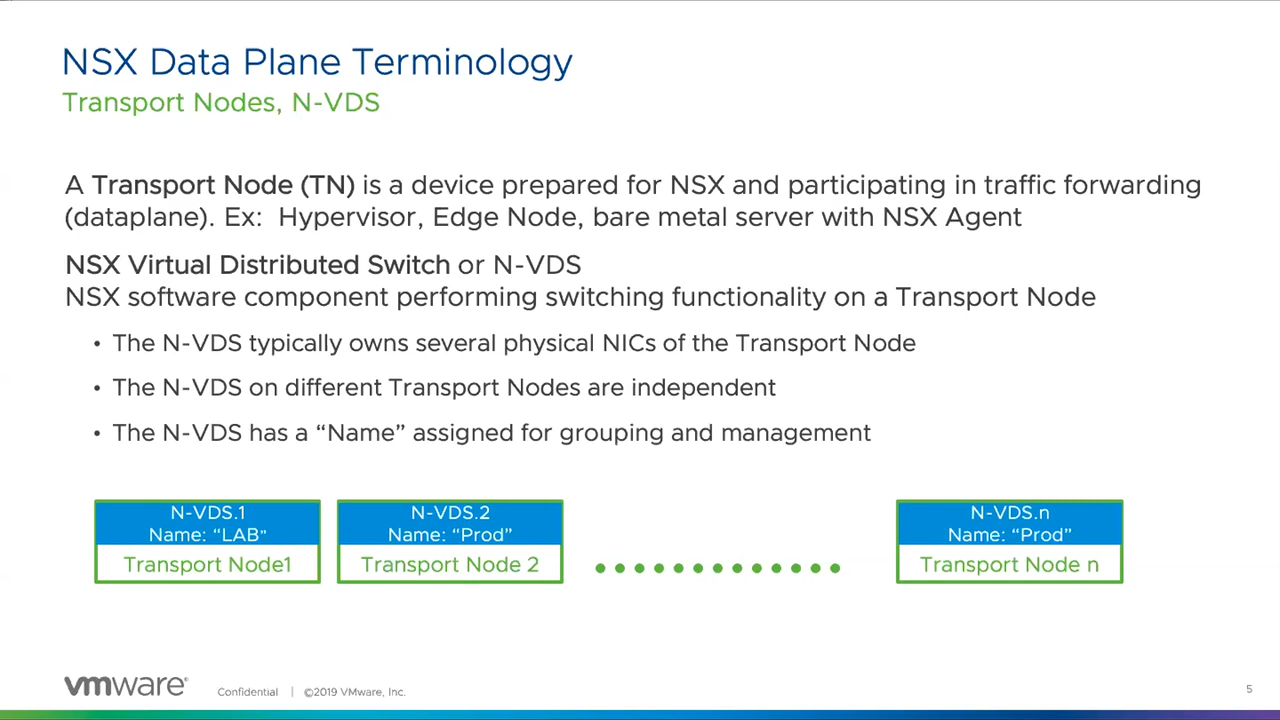 NSX Data Plane Terminology
Transport Nodes, N-VDS
A Transport Node (TN) is a device prepared for NSX and participating in traffic forwarding
(dataplane). Ex:  Hypervisor, Edge Node, bare metal server with NSX Agent
NSX Virtual Distributed Switch or N-VDS
NSX software component performing switching functionality on a Transport Node
• The N-VDS typically owns several physical NICs of the Transport Node
• The N-VDS on different Transport Nodes are independent
• The N-VDS has a “Name” assigned for grouping and management
N-VDS.1
Name: “LAB”
Transport Node1
N-VDS.2
Name: “Prod”
Transport Node 2
N-VDS.n
Name: “Prod”
Transport Node n
vmware®
Confidential | ©2019 VMware, Inc.
5